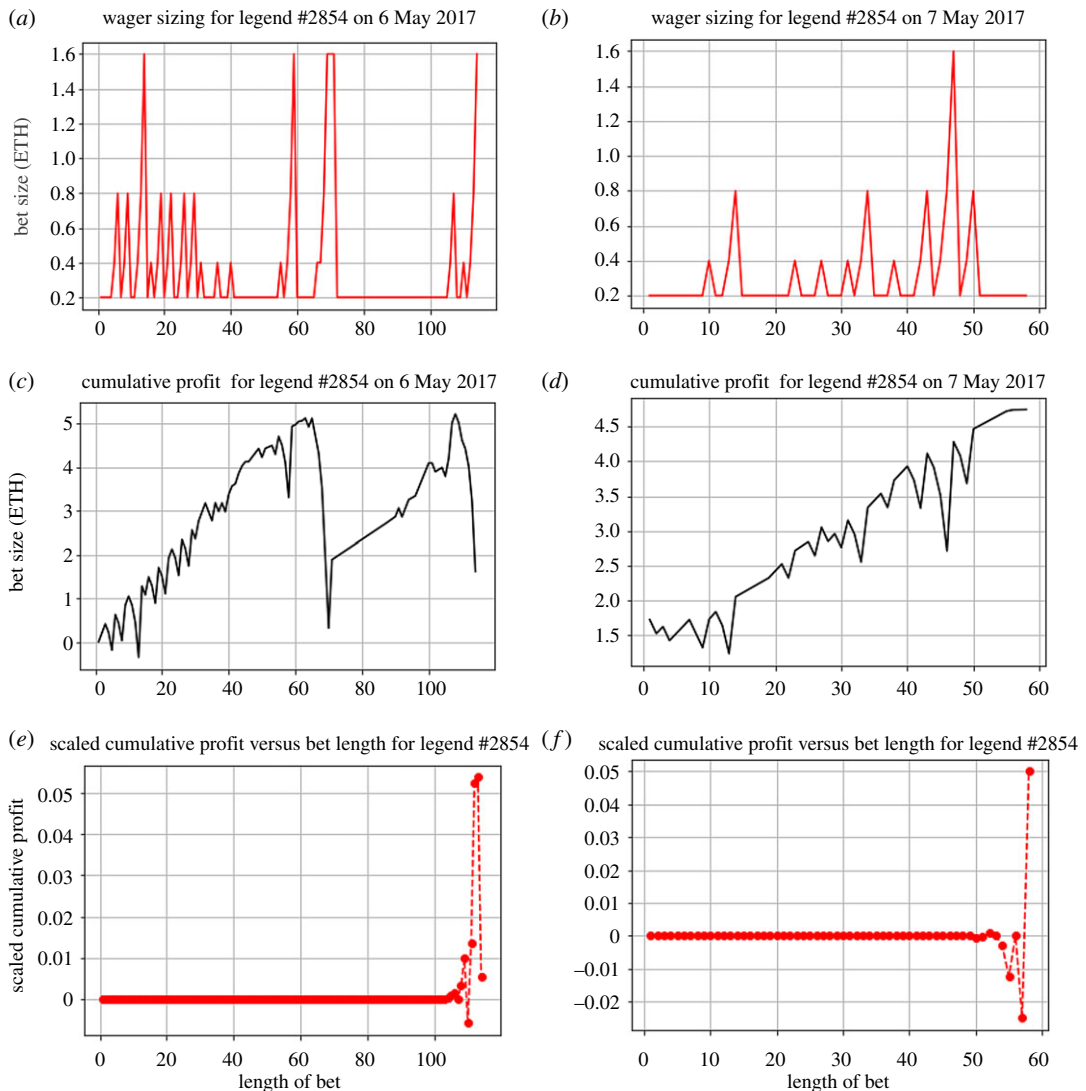 (a) wager sizing for legend #2854 on 6 May 2017
1.6
1.4
1.2
1.0
0.8
0.6
0.4
0.2
bet size (ETH)
0 20 40 60 80 100
(b) wager sizing for legend #2854 on 7 May 2017
1.6
1.4
1.2
1.0
0.8
0.6
0.4
0.2
0 10 20 30 40 50 60
(c) cumulative profit for legend #2854 on 6 May 2017
5
4
3
2
1
0
bet size (ETH)
0 20 40 60 80 100
(d) cumulative profit for legend #2854 on 7 May 2017
4.5
4.0
3.5
3.0
2.5
2.0
1.5
0 10 20 30 40 50 60
(e) scaled cumulative profit versus bet length for legend #2854
0.05
0.04
0.03
0.02
0.01
0
scaled cumulative profit
0 20 40 60 80 100
length of bet
(f) scaled cumulative profit versus bet length for legend #2854
0.05
0.04
0.03
0.02
0.01
0
–0.01
–0.02
0 10 20 30 40 50 60
length of bet